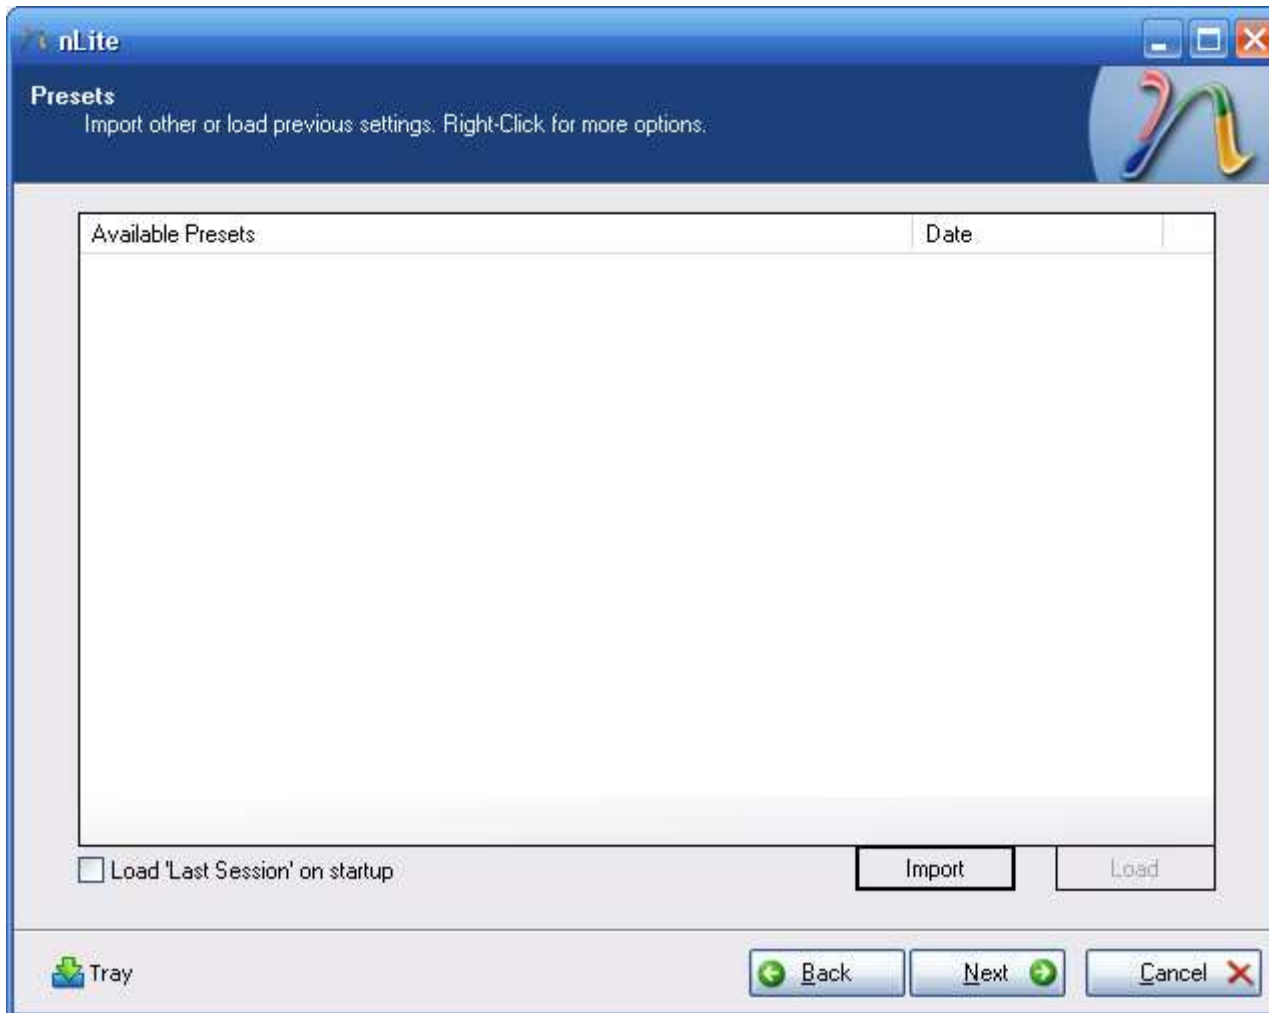 nLite
Presets
Import other or load previous settings. Right-Click for more options.
Available Presets Date
Load 'Last Session' on startup
Import Load
Tray
Back Next Cancel